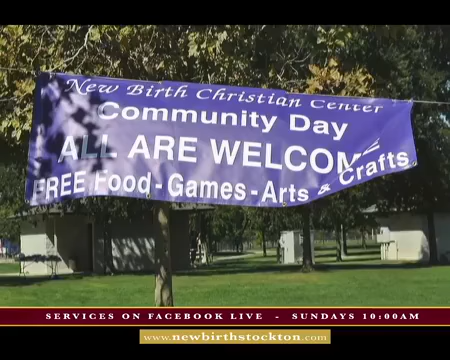 New Birth Christian Center
Community Day
ALL ARE WELCOME
FREE Food - Games - Arts & Crafts
SERVICES ON FACEBOOK LIVE - SUNDAYS 10:00AM
www.newbirthstockton.com